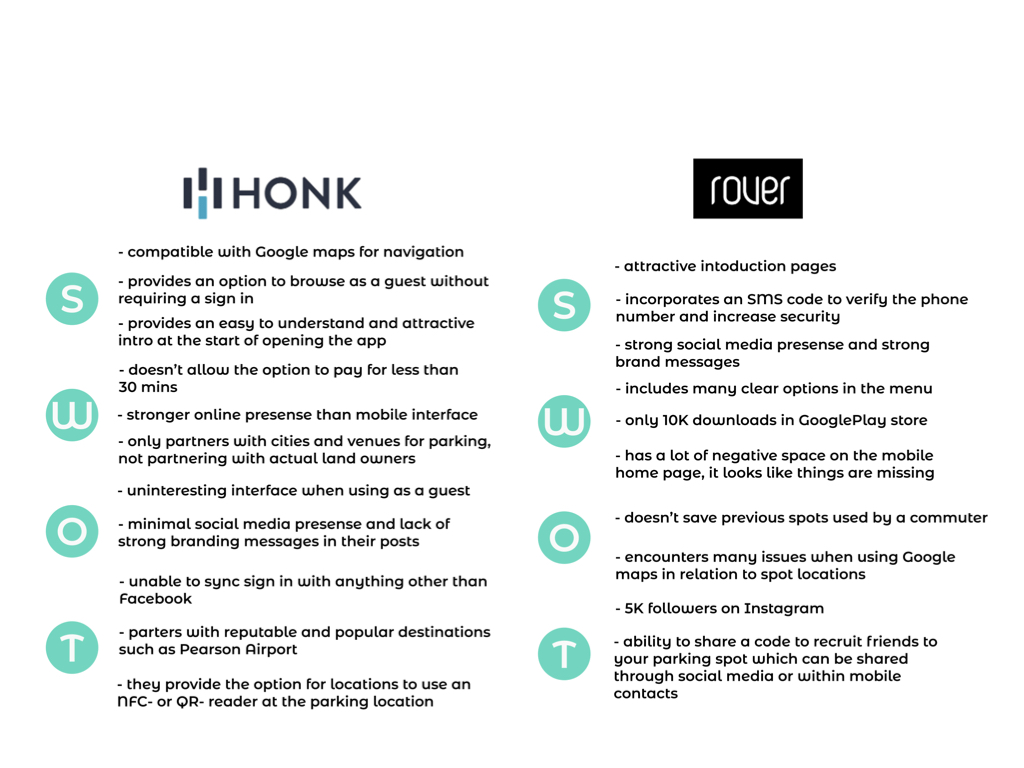 HONK
- compatible with Google maps for navigation
S
- provides an option to browse as a guest without
requiring a sign in
- provides an easy to understand and attractive
intro at the start of opening the app
- doesn't allow the option to pay for less than
30 mins
W
- stronger online presense than mobile interface
- only partners with cities and venues for parking,
not partnering with actual land owners
- uninteresting interface when using as a guest
O
- minimal social media presense and lack of
strong branding messages in their posts
- unable to sync sign in with anything other than
Facebook
T
- parters with reputable and popular destinations
such as Pearson Airport
- they provide the option for locations to use an
NFC- or QR- reader at the parking location
rover
- attractive intoduction pages
S
- incorporates an SMS code to verify the phone
number and increase security
- strong social media presense and strong
brand messages
- includes many clear options in the menu
W
- only 10K downloads in GooglePlay store
- has a lot of negative space on the mobile
home page, it looks like things are missing
- doesn't save previous spots used by a commuter
O
- encounters many issues when using Google
maps in relation to spot locations
- 5K followers on Instagram
T
- ability to share a code to recruit friends to
your parking spot which can be shared
through social media or within mobile
contacts